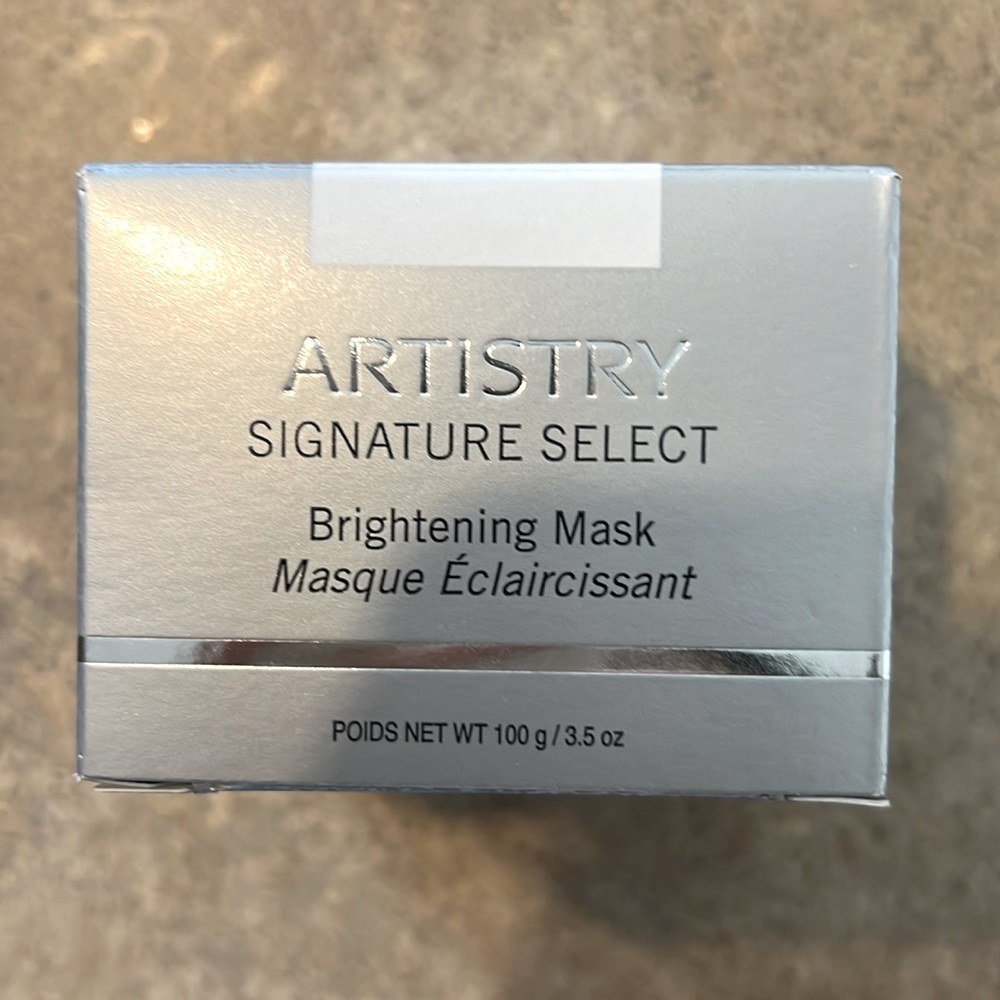 ARTISTRY
SIGNATURE SELECT
Brightening Mask
Masque Éclaircissant
POIDS NET WT 100 g / 3.5 oz